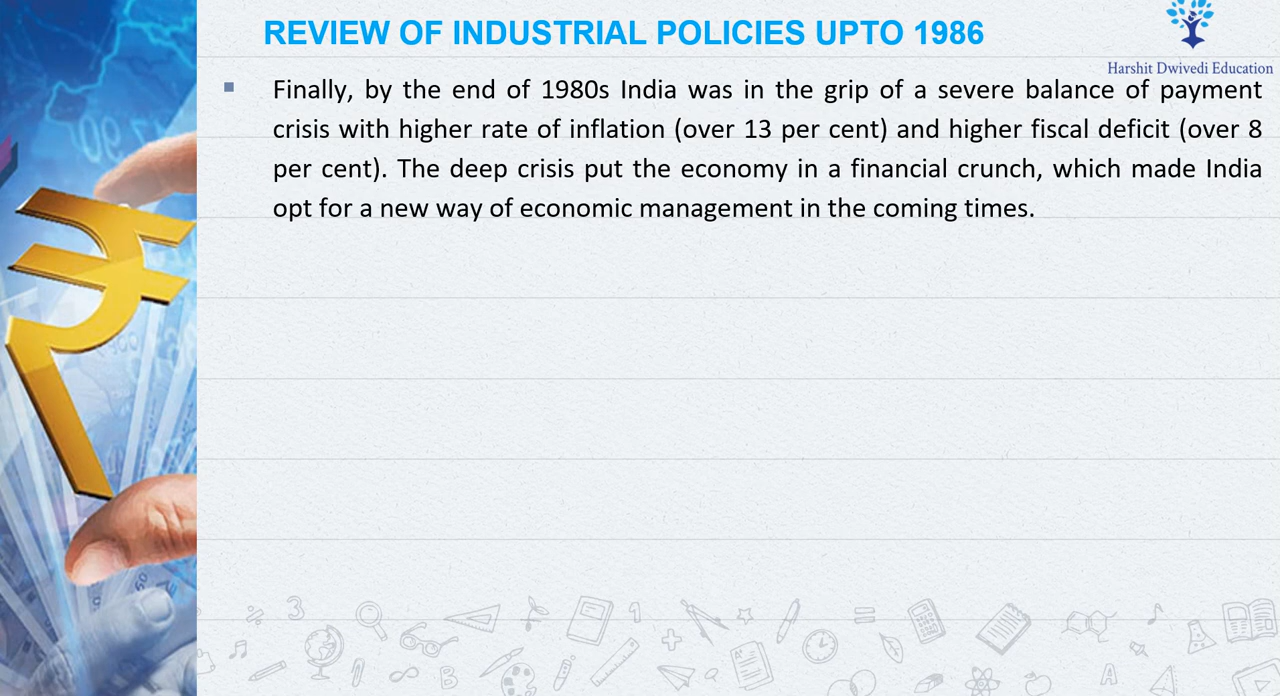 REVIEW OF INDUSTRIAL POLICIES UPTO 1986
Harshit Dwivedi Education
Finally, by the end of 1980s India was in the grip of a severe balance of payment
crisis with higher rate of inflation (over 13 per cent) and higher fiscal deficit (over 8
per cent). The deep crisis put the economy in a financial crunch, which made India
opt for a new way of economic management in the coming times.